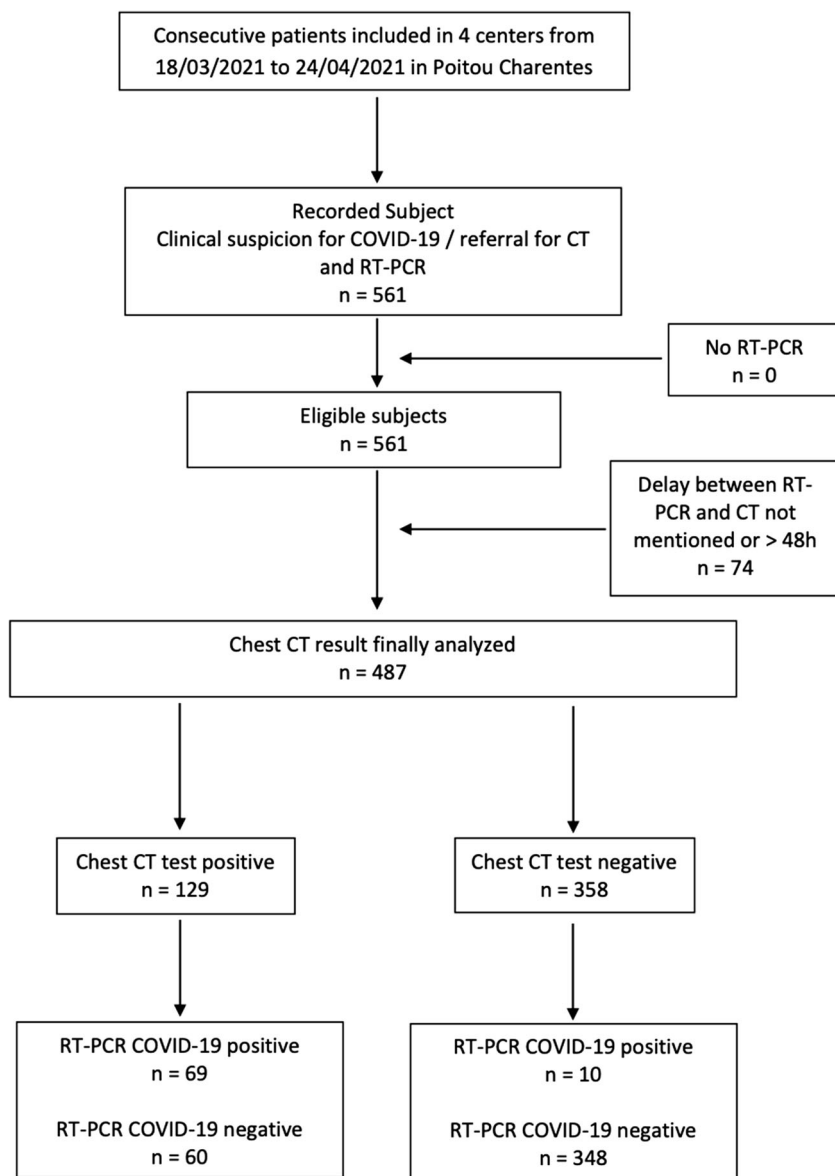 Consecutive patients included in 4 centers from
18/03/2021 to 24/04/2021 in Poitou Charentes
Recorded Subject
Clinical suspicion for COVID-19 / referral for CT
and RT-PCR
n = 561
No RT-PCR
n = 0
Eligible subjects
n = 561
Delay between RT-
PCR and CT not
mentioned or > 48h
n = 74
Chest CT result finally analyzed
n = 487
Chest CT test positive
n = 129
Chest CT test negative
n = 358
RT-PCR COVID-19 positive
n = 69
RT-PCR COVID-19 negative
n = 60
RT-PCR COVID-19 positive
n = 10
RT-PCR COVID-19 negative
n = 348